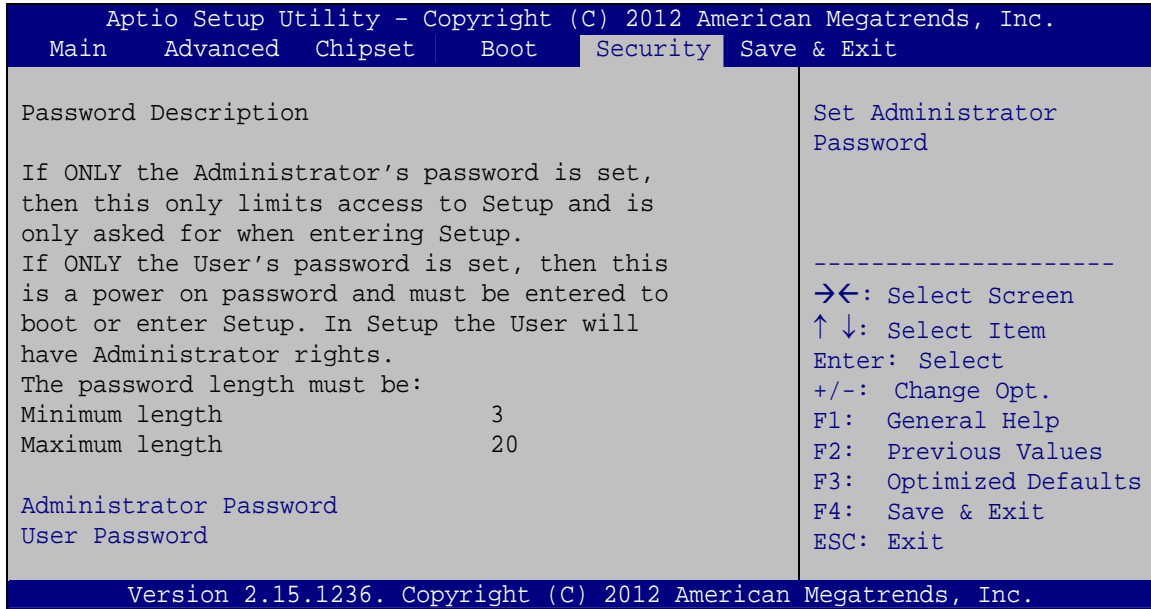 Aptio Setup Utility – Copyright (C) 2012 American Megatrends, Inc.
Main Advanced Chipset Boot Security Save & Exit
Password Description
If ONLY the Administrator's password is set,
then this only limits access to Setup and is
only asked for when entering Setup.
If ONLY the User's password is set, then this
is a power on password and must be entered to
boot or enter Setup. In Setup the User will
have Administrator rights.
The password length must be:
Minimum length 3
Maximum length 20
Administrator Password
User Password
Set Administrator
Password
---------------------
→←: Select Screen
↑ ↓: Select Item
Enter: Select
+/-: Change Opt.
F1: General Help
F2: Previous Values
F3: Optimized Defaults
F4: Save & Exit
ESC: Exit
Version 2.15.1236. Copyright (C) 2012 American Megatrends, Inc.